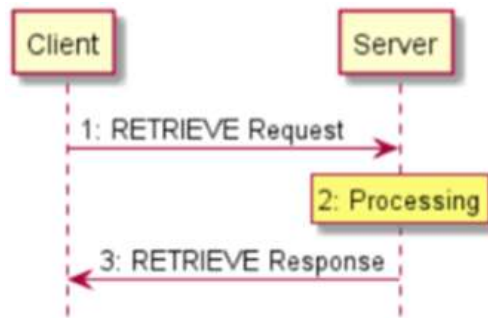 Client
Server
1: RETRIEVE Request
2: Processing
3: RETRIEVE Response